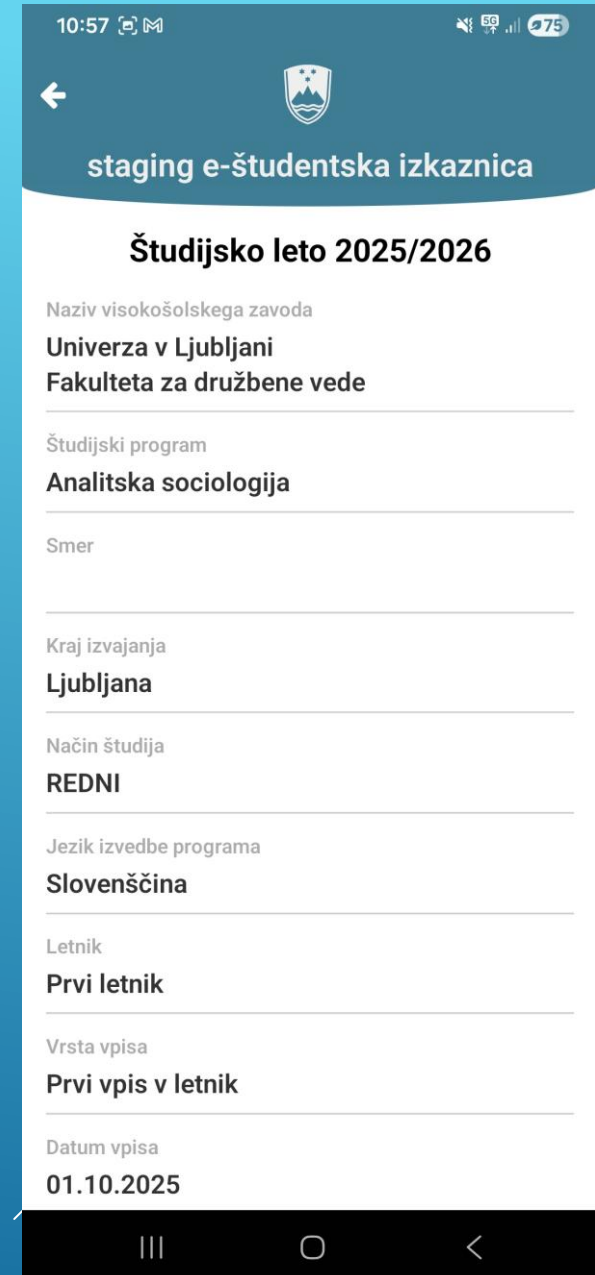 10:57
5G
75
staging e-študentska izkaznica
Študijsko leto 2025/2026
Naziv visokošolskega zavoda
Univerza v Ljubljani
Fakulteta za družbene vede
Študijski program
Analitska sociologija
Smer
Kraj izvajanja
Ljubljana
Način študija
REDNI
Jezik izvedbe programa
Slovenščina
Letnik
Prvi letnik
Vrsta vpisa
Prvi vpis v letnik
Datum vpisa
01.10.2025